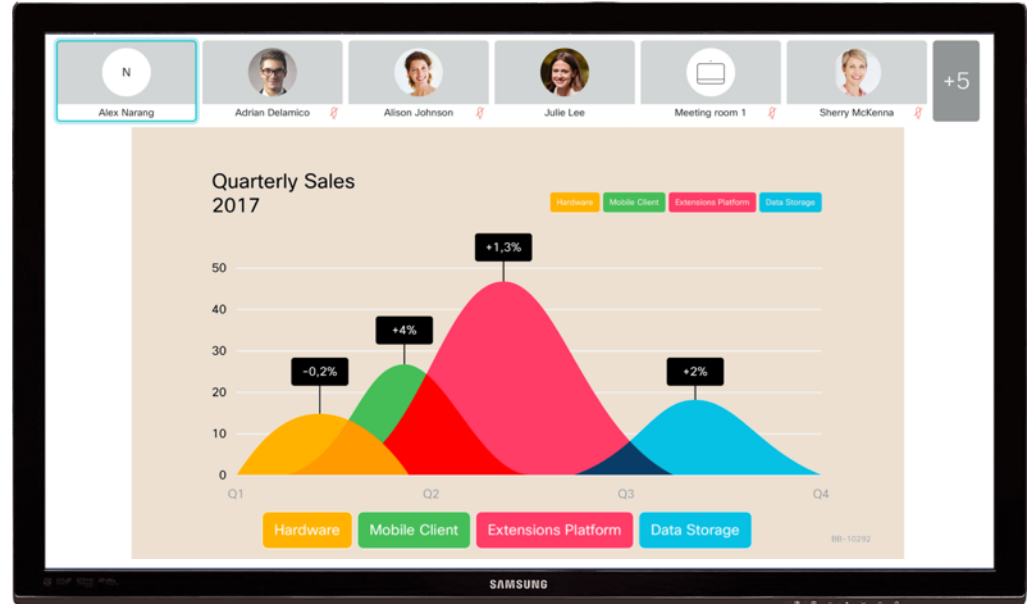 N
Alex Narang
Adrian Delamico
Alison Johnson
Julie Lee
Meeting room 1
Sherry McKenna
+5
Quarterly Sales
2017
Hardware Mobile Client Extensions Platform Data Storage
+1,3%
50
40
+4%
30
-0,2%
+2%
20
10
0
Q1 Q2 Q3 Q4
Hardware Mobile Client Extensions Platform Data Storage
BB-10292
SAMSUNG